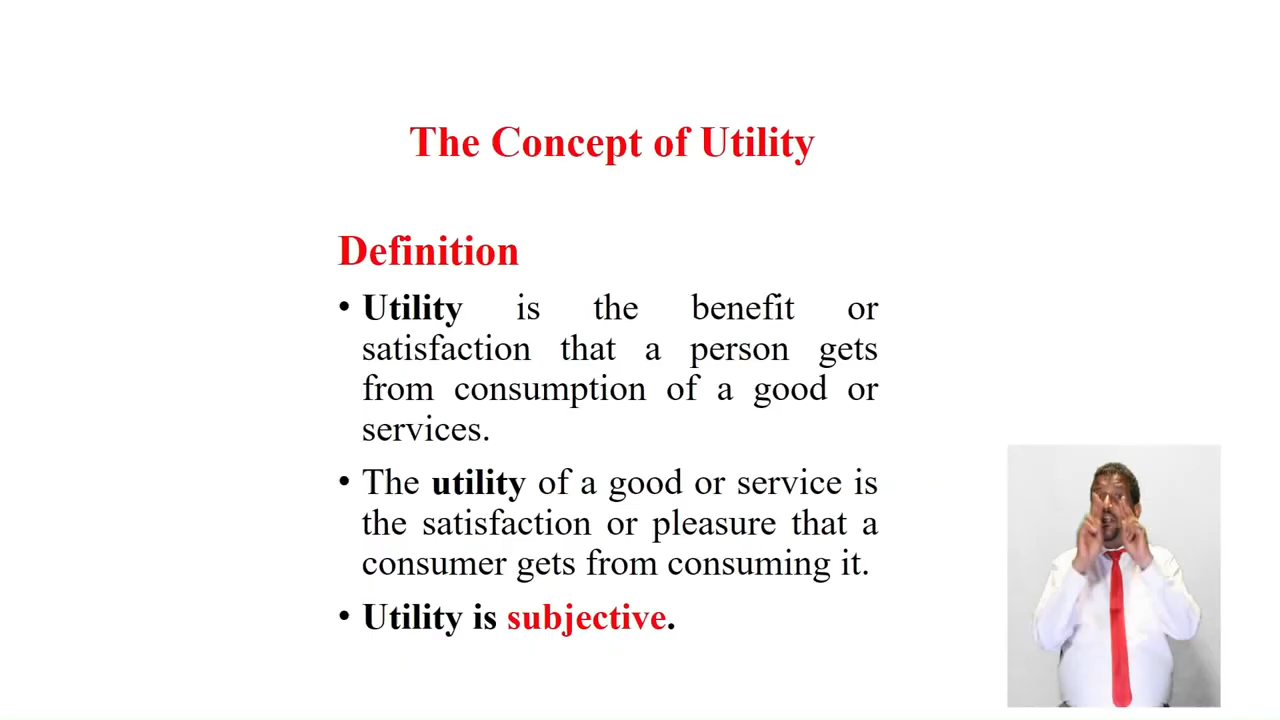 The Concept of Utility
Definition
• Utility is the benefit or
satisfaction that a person gets
from consumption of a good or
services.
• The utility of a good or service is
the satisfaction or pleasure that a
consumer gets from consuming it.
• Utility is subjective.